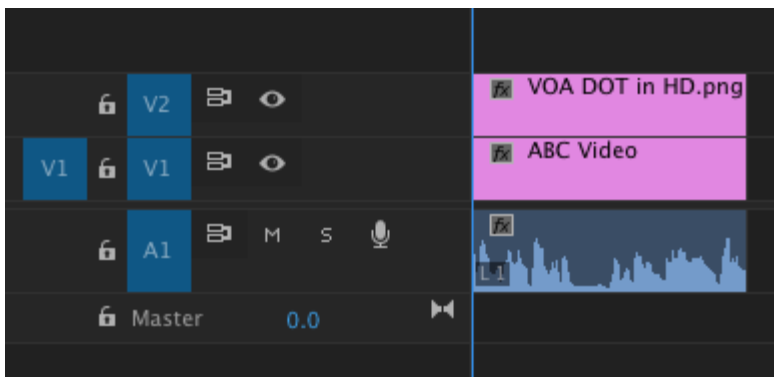 V2 fx VOA DOT in HD.png
V1 V1 fx ABC Video
A1 M S fx
L 1
Master 0.0